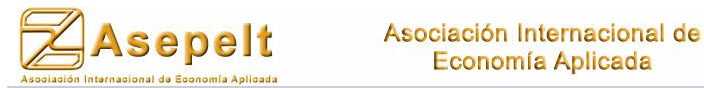 Asepelt
Asociación Internacional de Economía Aplicada
Asociación Internacional de
Economía Aplicada